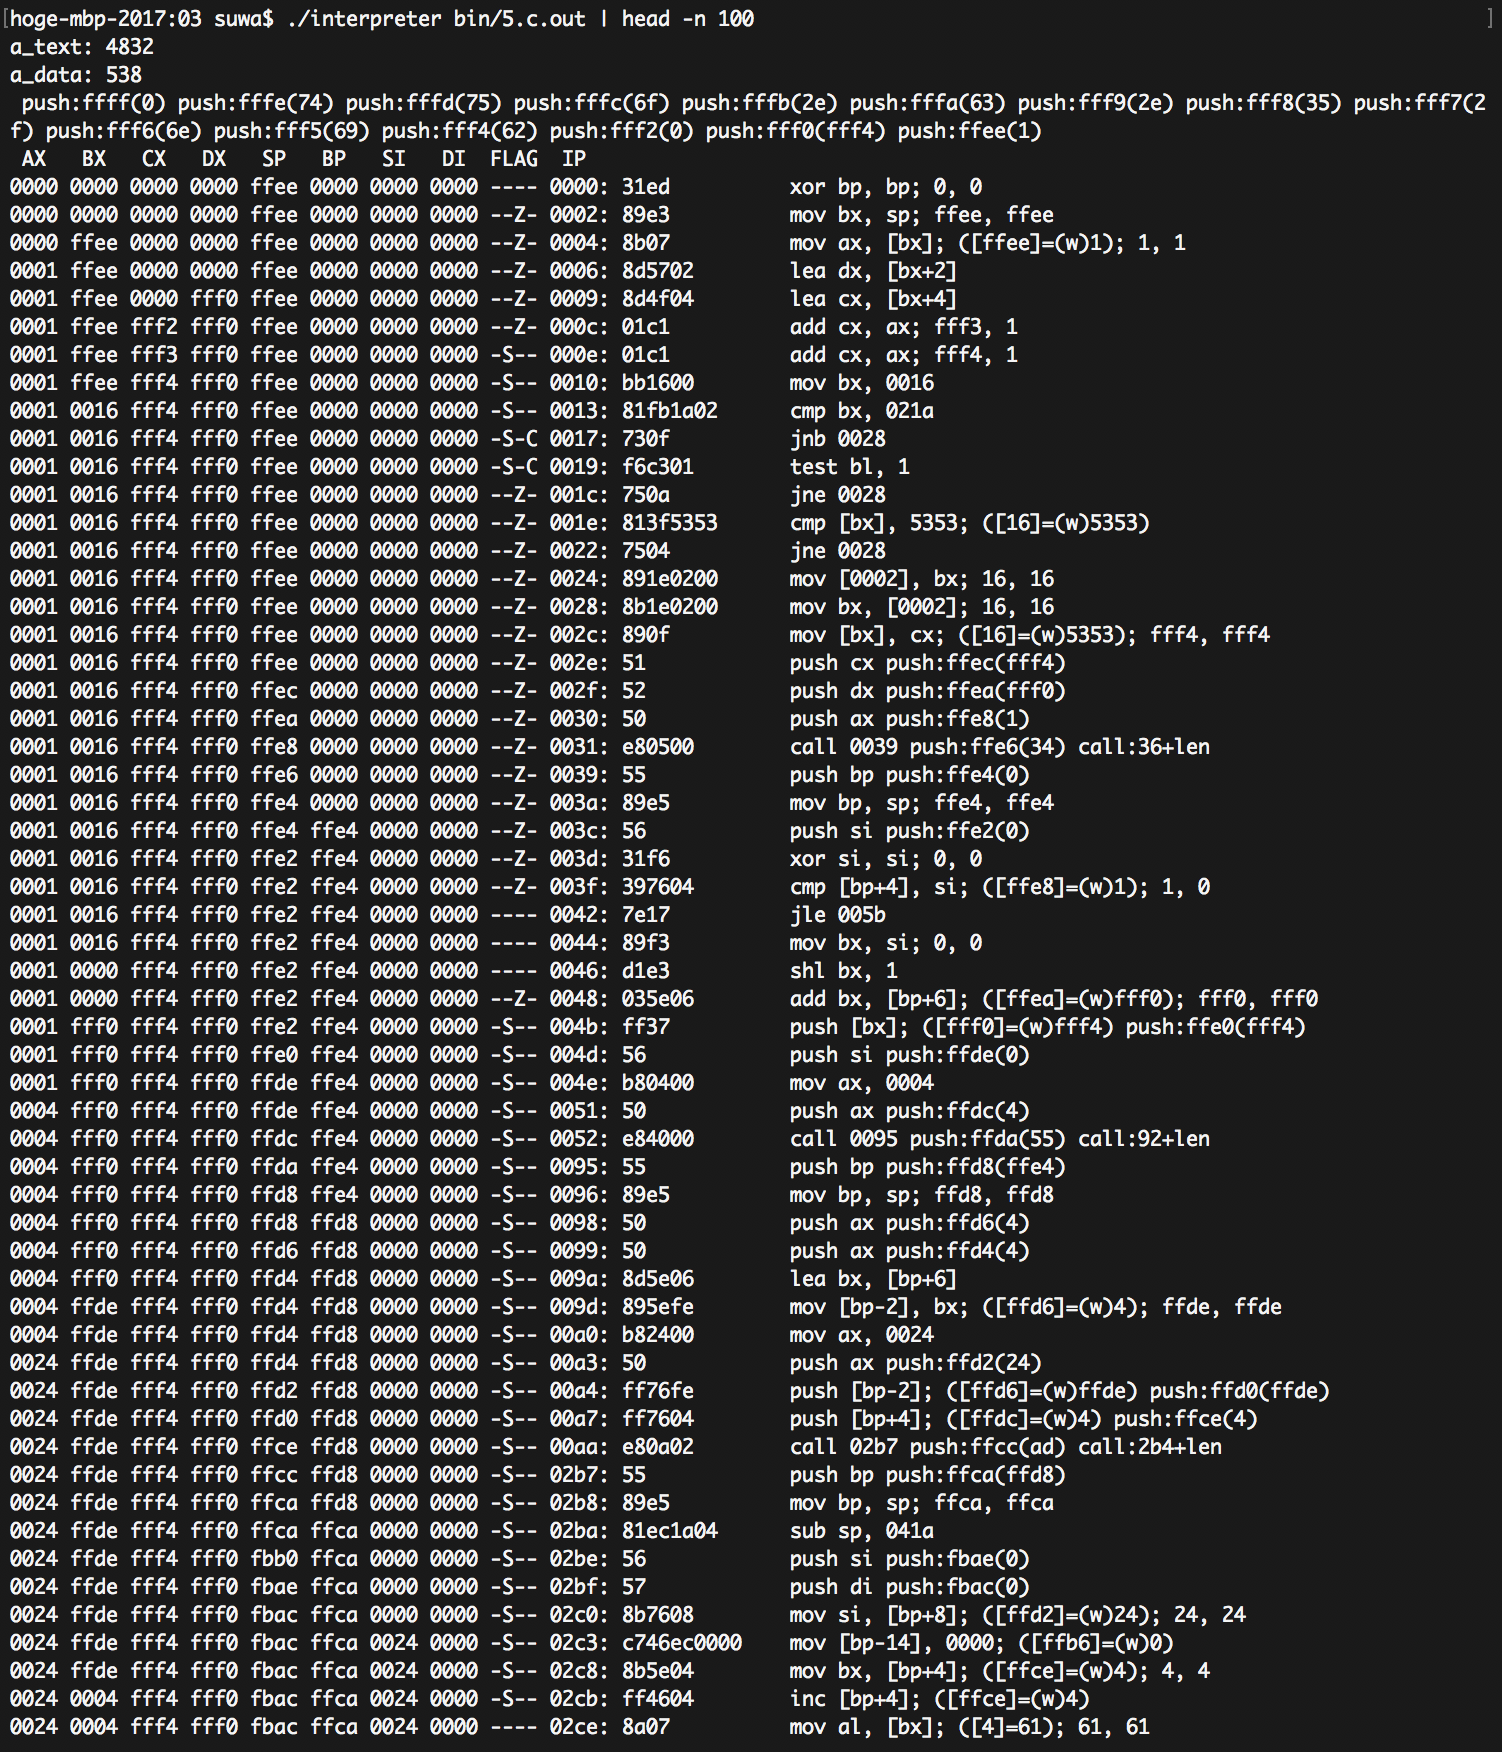 [hoge-mbp-2017:03 suwa$ ./interpreter bin/5.c.out | head -n 100 ]
a_text: 4832
a_data: 538
 push:ffff(0) push:fffe(74) push:fffd(75) push:fffc(6f) push:fffb(2e) push:fffa(63) push:fff9(2e) push:fff8(35) push:fff7(2
f) push:fff6(6e) push:fff5(69) push:fff4(62) push:fff2(0) push:fff0(fff4) push:ffee(1)
 AX   BX   CX   DX   SP   BP   SI   DI  FLAG  IP
0000 0000 0000 0000 ffee 0000 0000 0000 ---- 0000: 31ed          xor bp, bp; 0, 0
0000 0000 0000 0000 ffee 0000 0000 0000 --Z- 0002: 89e3          mov bx, sp; ffee, ffee
0000 ffee 0000 0000 ffee 0000 0000 0000 --Z- 0004: 8b07          mov ax, [bx]; ([ffee]=(w)1); 1, 1
0001 ffee 0000 0000 ffee 0000 0000 0000 --Z- 0006: 8d5702        lea dx, [bx+2]
0001 ffee 0000 fff0 ffee 0000 0000 0000 --Z- 0009: 8d4f04        lea cx, [bx+4]
0001 ffee fff2 fff0 ffee 0000 0000 0000 --Z- 000c: 01c1          add cx, ax; fff3, 1
0001 ffee fff3 fff0 ffee 0000 0000 0000 -S-- 000e: 01c1          add cx, ax; fff4, 1
0001 ffee fff4 fff0 ffee 0000 0000 0000 -S-- 0010: bb1600        mov bx, 0016
0001 0016 fff4 fff0 ffee 0000 0000 0000 -S-- 0013: 81fb1a02      cmp bx, 021a
0001 0016 fff4 fff0 ffee 0000 0000 0000 -S-C 0017: 730f          jnb 0028
0001 0016 fff4 fff0 ffee 0000 0000 0000 -S-C 0019: f6c301        test bl, 1
0001 0016 fff4 fff0 ffee 0000 0000 0000 --Z- 001c: 750a          jne 0028
0001 0016 fff4 fff0 ffee 0000 0000 0000 --Z- 001e: 813f5353      cmp [bx], 5353; ([16]=(w)5353)
0001 0016 fff4 fff0 ffee 0000 0000 0000 --Z- 0022: 7504          jne 0028
0001 0016 fff4 fff0 ffee 0000 0000 0000 --Z- 0024: 891e0200      mov [0002], bx; 16, 16
0001 0016 fff4 fff0 ffee 0000 0000 0000 --Z- 0028: 8b1e0200      mov bx, [0002]; 16, 16
0001 0016 fff4 fff0 ffee 0000 0000 0000 --Z- 002c: 890f          mov [bx], cx; ([16]=(w)5353); fff4, fff4
0001 0016 fff4 fff0 ffee 0000 0000 0000 --Z- 002e: 51            push cx push:ffec(fff4)
0001 0016 fff4 fff0 ffec 0000 0000 0000 --Z- 002f: 52            push dx push:ffea(fff0)
0001 0016 fff4 fff0 ffea 0000 0000 0000 --Z- 0030: 50            push ax push:ffe8(1)
0001 0016 fff4 fff0 ffe8 0000 0000 0000 --Z- 0031: e80500        call 0039 push:ffe6(34) call:36+len
0001 0016 fff4 fff0 ffe6 0000 0000 0000 --Z- 0039: 55            push bp push:ffe4(0)
0001 0016 fff4 fff0 ffe4 0000 0000 0000 --Z- 003a: 89e5          mov bp, sp; ffe4, ffe4
0001 0016 fff4 fff0 ffe4 ffe4 0000 0000 --Z- 003c: 56            push si push:ffe2(0)
0001 0016 fff4 fff0 ffe2 ffe4 0000 0000 --Z- 003d: 31f6          xor si, si; 0, 0
0001 0016 fff4 fff0 ffe2 ffe4 0000 0000 --Z- 003f: 397604        cmp [bp+4], si; ([ffe8]=(w)1); 1, 0
0001 0016 fff4 fff0 ffe2 ffe4 0000 0000 ---- 0042: 7e17          jle 005b
0001 0016 fff4 fff0 ffe2 ffe4 0000 0000 ---- 0044: 89f3          mov bx, si; 0, 0
0001 0000 fff4 fff0 ffe2 ffe4 0000 0000 ---- 0046: d1e3          shl bx, 1
0001 0000 fff4 fff0 ffe2 ffe4 0000 0000 --Z- 0048: 035e06        add bx, [bp+6]; ([ffea]=(w)fff0); fff0, fff0
0001 fff0 fff4 fff0 ffe2 ffe4 0000 0000 -S-- 004b: ff37          push [bx]; ([fff0]=(w)fff4) push:ffe0(fff4)
0001 fff0 fff4 fff0 ffe0 ffe4 0000 0000 -S-- 004d: 56            push si push:ffde(0)
0001 fff0 fff4 fff0 ffde ffe4 0000 0000 -S-- 004e: b80400        mov ax, 0004
0004 fff0 fff4 fff0 ffde ffe4 0000 0000 -S-- 0051: 50            push ax push:ffdc(4)
0004 fff0 fff4 fff0 ffdc ffe4 0000 0000 -S-- 0052: e84000        call 0095 push:ffda(55) call:92+len
0004 fff0 fff4 fff0 ffda ffe4 0000 0000 -S-- 0095: 55            push bp push:ffd8(ffe4)
0004 fff0 fff4 fff0 ffd8 ffe4 0000 0000 -S-- 0096: 89e5          mov bp, sp; ffd8, ffd8
0004 fff0 fff4 fff0 ffd8 ffd8 0000 0000 -S-- 0098: 50            push ax push:ffd6(4)
0004 fff0 fff4 fff0 ffd6 ffd8 0000 0000 -S-- 0099: 50            push ax push:ffd4(4)
0004 fff0 fff4 fff0 ffd4 ffd8 0000 0000 -S-- 009a: 8d5e06        lea bx, [bp+6]
0004 ffde fff4 fff0 ffd4 ffd8 0000 0000 -S-- 009d: 895efe        mov [bp-2], bx; ([ffd6]=(w)4); ffde, ffde
0004 ffde fff4 fff0 ffd4 ffd8 0000 0000 -S-- 00a0: b82400        mov ax, 0024
0024 ffde fff4 fff0 ffd4 ffd8 0000 0000 -S-- 00a3: 50            push ax push:ffd2(24)
0024 ffde fff4 fff0 ffd2 ffd8 0000 0000 -S-- 00a4: ff76fe        push [bp-2]; ([ffd6]=(w)ffde) push:ffd0(ffde)
0024 ffde fff4 fff0 ffd0 ffd8 0000 0000 -S-- 00a7: ff7604        push [bp+4]; ([ffdc]=(w)4) push:ffce(4)
0024 ffde fff4 fff0 ffce ffd8 0000 0000 -S-- 00aa: e80a02        call 02b7 push:ffcc(ad) call:2b4+len
0024 ffde fff4 fff0 ffcc ffd8 0000 0000 -S-- 02b7: 55            push bp push:ffca(ffd8)
0024 ffde fff4 fff0 ffca ffd8 0000 0000 -S-- 02b8: 89e5          mov bp, sp; ffca, ffca
0024 ffde fff4 fff0 ffca ffca 0000 0000 -S-- 02ba: 81ec1a04      sub sp, 041a
0024 ffde fff4 fff0 fbb0 ffca 0000 0000 -S-- 02be: 56            push si push:fbae(0)
0024 ffde fff4 fff0 fbae ffca 0000 0000 -S-- 02bf: 57            push di push:fbac(0)
0024 ffde fff4 fff0 fbac ffca 0000 0000 -S-- 02c0: 8b7608        mov si, [bp+8]; ([ffd2]=(w)24); 24, 24
0024 ffde fff4 fff0 fbac ffca 0024 0000 -S-- 02c3: c746ec0000    mov [bp-14], 0000; ([ffb6]=(w)0)
0024 ffde fff4 fff0 fbac ffca 0024 0000 -S-- 02c8: 8b5e04        mov bx, [bp+4]; ([ffce]=(w)4); 4, 4
0024 0004 fff4 fff0 fbac ffca 0024 0000 -S-- 02cb: ff4604        inc [bp+4]; ([ffce]=(w)4)
0024 0004 fff4 fff0 fbac ffca 0024 0000 ---- 02ce: 8a07          mov al, [bx]; ([4]=61); 61, 61